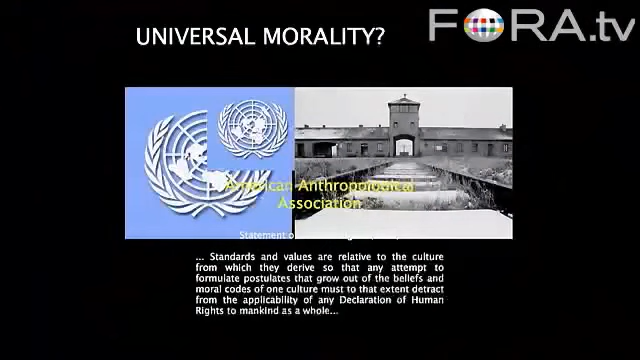 UNIVERSAL MORALITY?
FORA.tv
American Anthropological
Association
Statement o
... Standards and values are relative to the culture
from which they derive so that any attempt to
formulate postulates that grow out of the beliefs and
moral codes of one culture must to that extent detract
from the applicability of any Declaration of Human
Rights to mankind as a whole...